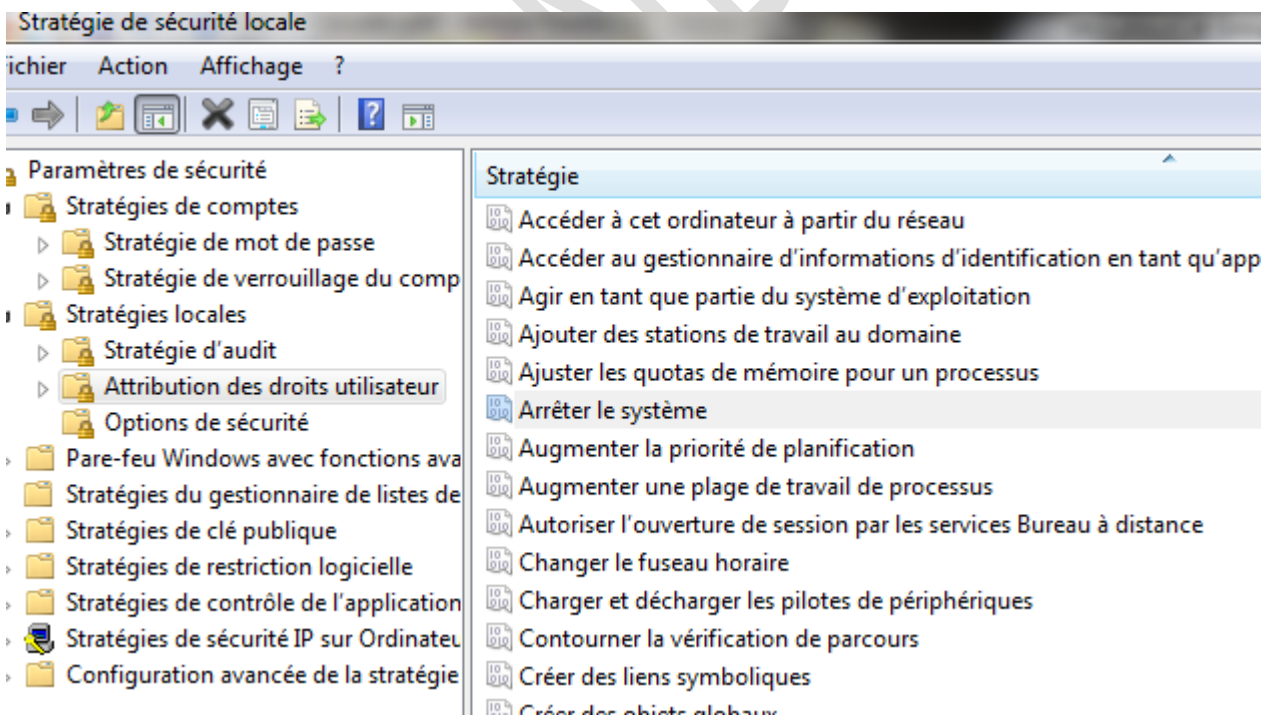 Stratégie de sécurité locale
ichier Action Affichage ?
Paramètres de sécurité
Stratégies de comptes
Stratégie de mot de passe
Stratégie de verrouillage du comp
Stratégies locales
Stratégie d'audit
Attribution des droits utilisateur
Options de sécurité
Pare-feu Windows avec fonctions ava
Stratégies du gestionnaire de listes de
Stratégies de clé publique
Stratégies de restriction logicielle
Stratégies de contrôle de l'application
Stratégies de sécurité IP sur Ordinateu
Configuration avancée de la stratégie
Stratégie
Accéder à cet ordinateur à partir du réseau
Accéder au gestionnaire d'informations d'identification en tant qu'app
Agir en tant que partie du système d'exploitation
Ajouter des stations de travail au domaine
Ajuster les quotas de mémoire pour un processus
Arrêter le système
Augmenter la priorité de planification
Augmenter une plage de travail de processus
Autoriser l'ouverture de session par les services Bureau à distance
Changer le fuseau horaire
Charger et décharger les pilotes de périphériques
Contourner la vérification de parcours
Créer des liens symboliques
Créer des objets globaux